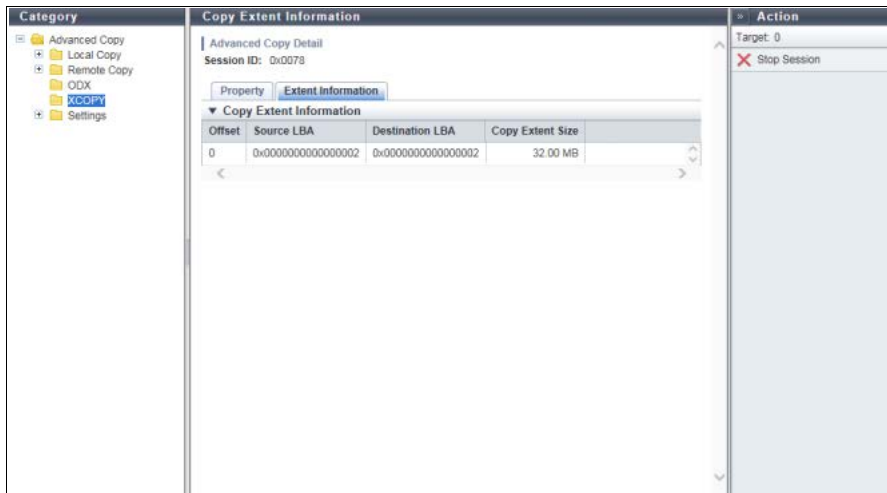 Category
Advanced Copy
Local Copy
Remote Copy
ODX
XCOPY
Settings
Copy Extent Information
Advanced Copy Detail
Session ID: 0x0078
Property Extent Information
Copy Extent Information
Offset Source LBA Destination LBA Copy Extent Size
0 0x0000000000000002 0x0000000000000002 32.00 MB
» Action
Target: 0
Stop Session